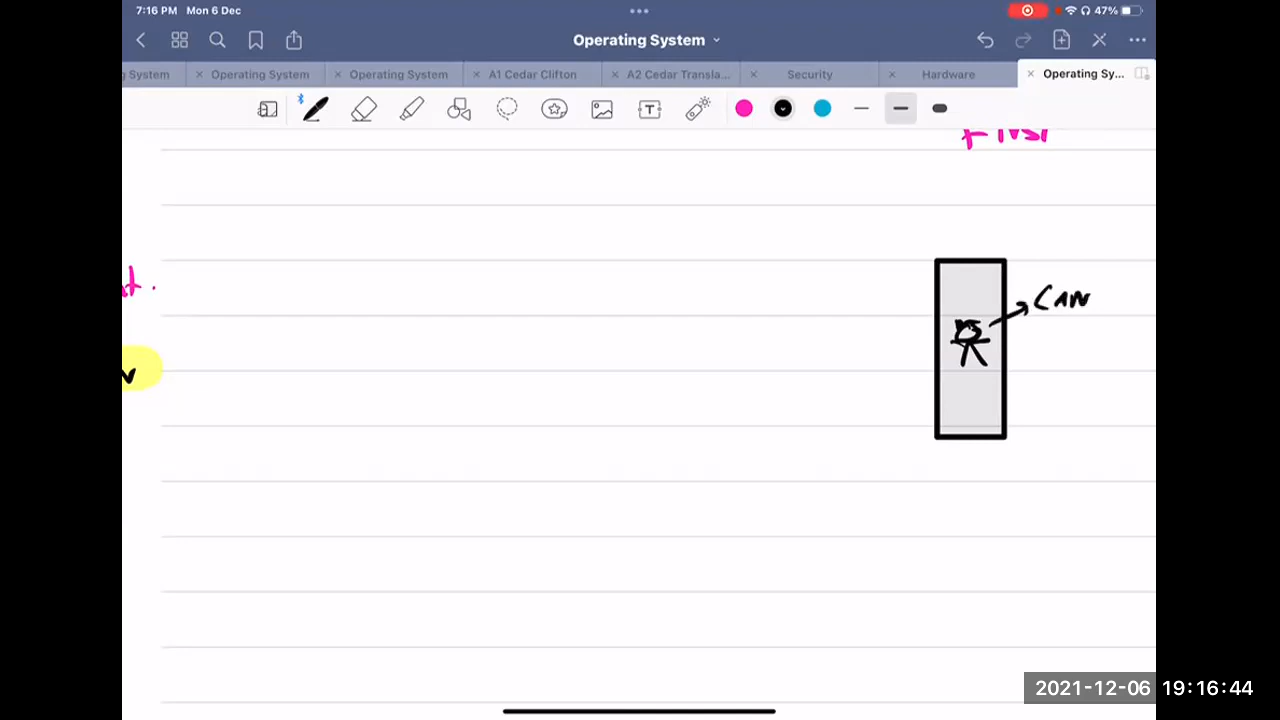 7:16 PM Mon 6 Dec
47%
Operating System
g System
Operating System
Operating System
A1 Cedar Clifton
A2 Cedar Transla...
Security
Hardware
Operating Sy...
T
CAN
2021-12-06 19:16:44